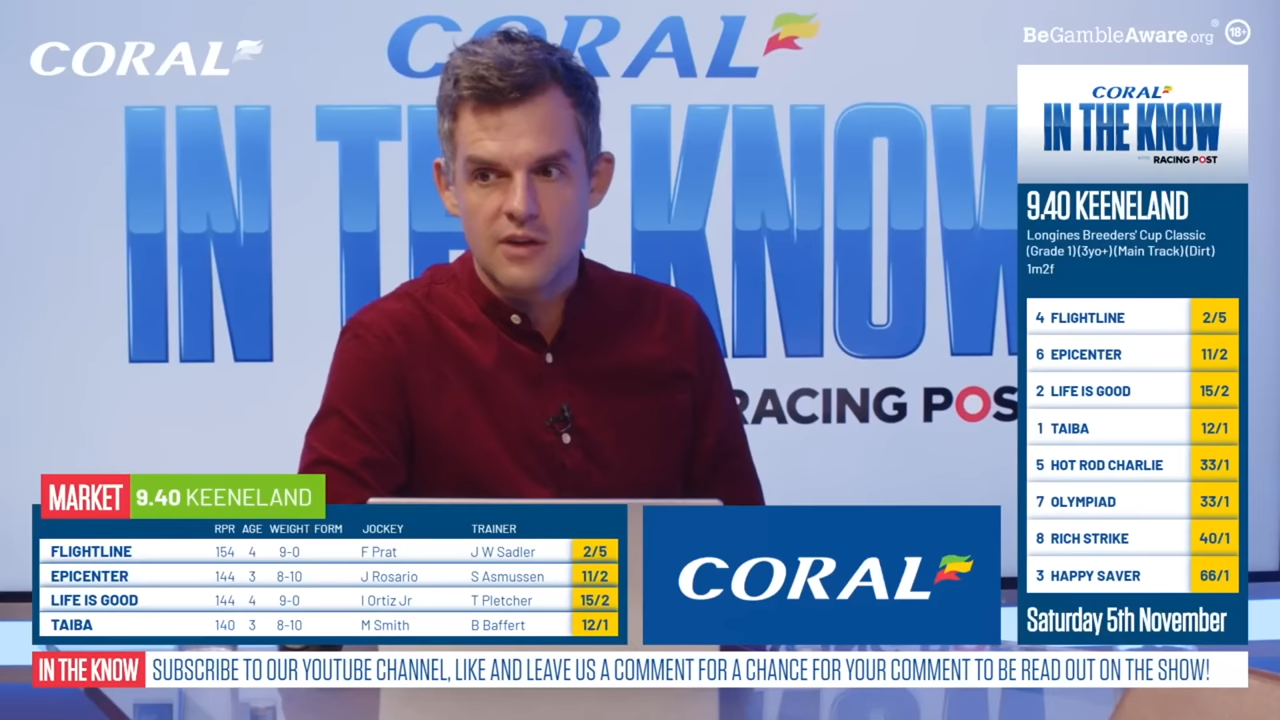 CORAL
CORAL
BeGambleAware.org® 18+
IN THE KNOW
RACING POS
CORAL
IN THE KNOW
WITH RACING POST
9.40 KEENELAND
Longines Breeders' Cup Classic
(Grade 1)(3yo+)(Main Track)(Dirt)
1m2f
4 FLIGHTLINE 2/5
6 EPICENTER 11/2
2 LIFE IS GOOD 15/2
1 TAIBA 12/1
5 HOT ROD CHARLIE 33/1
7 OLYMPIAD 33/1
8 RICH STRIKE 40/1
3 HAPPY SAVER 66/1
Saturday 5th November
MARKET 9.40 KEENELAND
RPR AGE WEIGHT FORM JOCKEY TRAINER
FLIGHTLINE 154 4 9-0 F Prat J W Sadler 2/5
EPICENTER 144 3 8-10 J Rosario S Asmussen 11/2
LIFE IS GOOD 144 4 9-0 I Ortiz Jr T Pletcher 15/2
TAIBA 140 3 8-10 M Smith B Baffert 12/1
CORAL
IN THE KNOW SUBSCRIBE TO OUR YOUTUBE CHANNEL, LIKE AND LEAVE US A COMMENT FOR A CHANCE FOR YOUR COMMENT TO BE READ OUT ON THE SHOW!